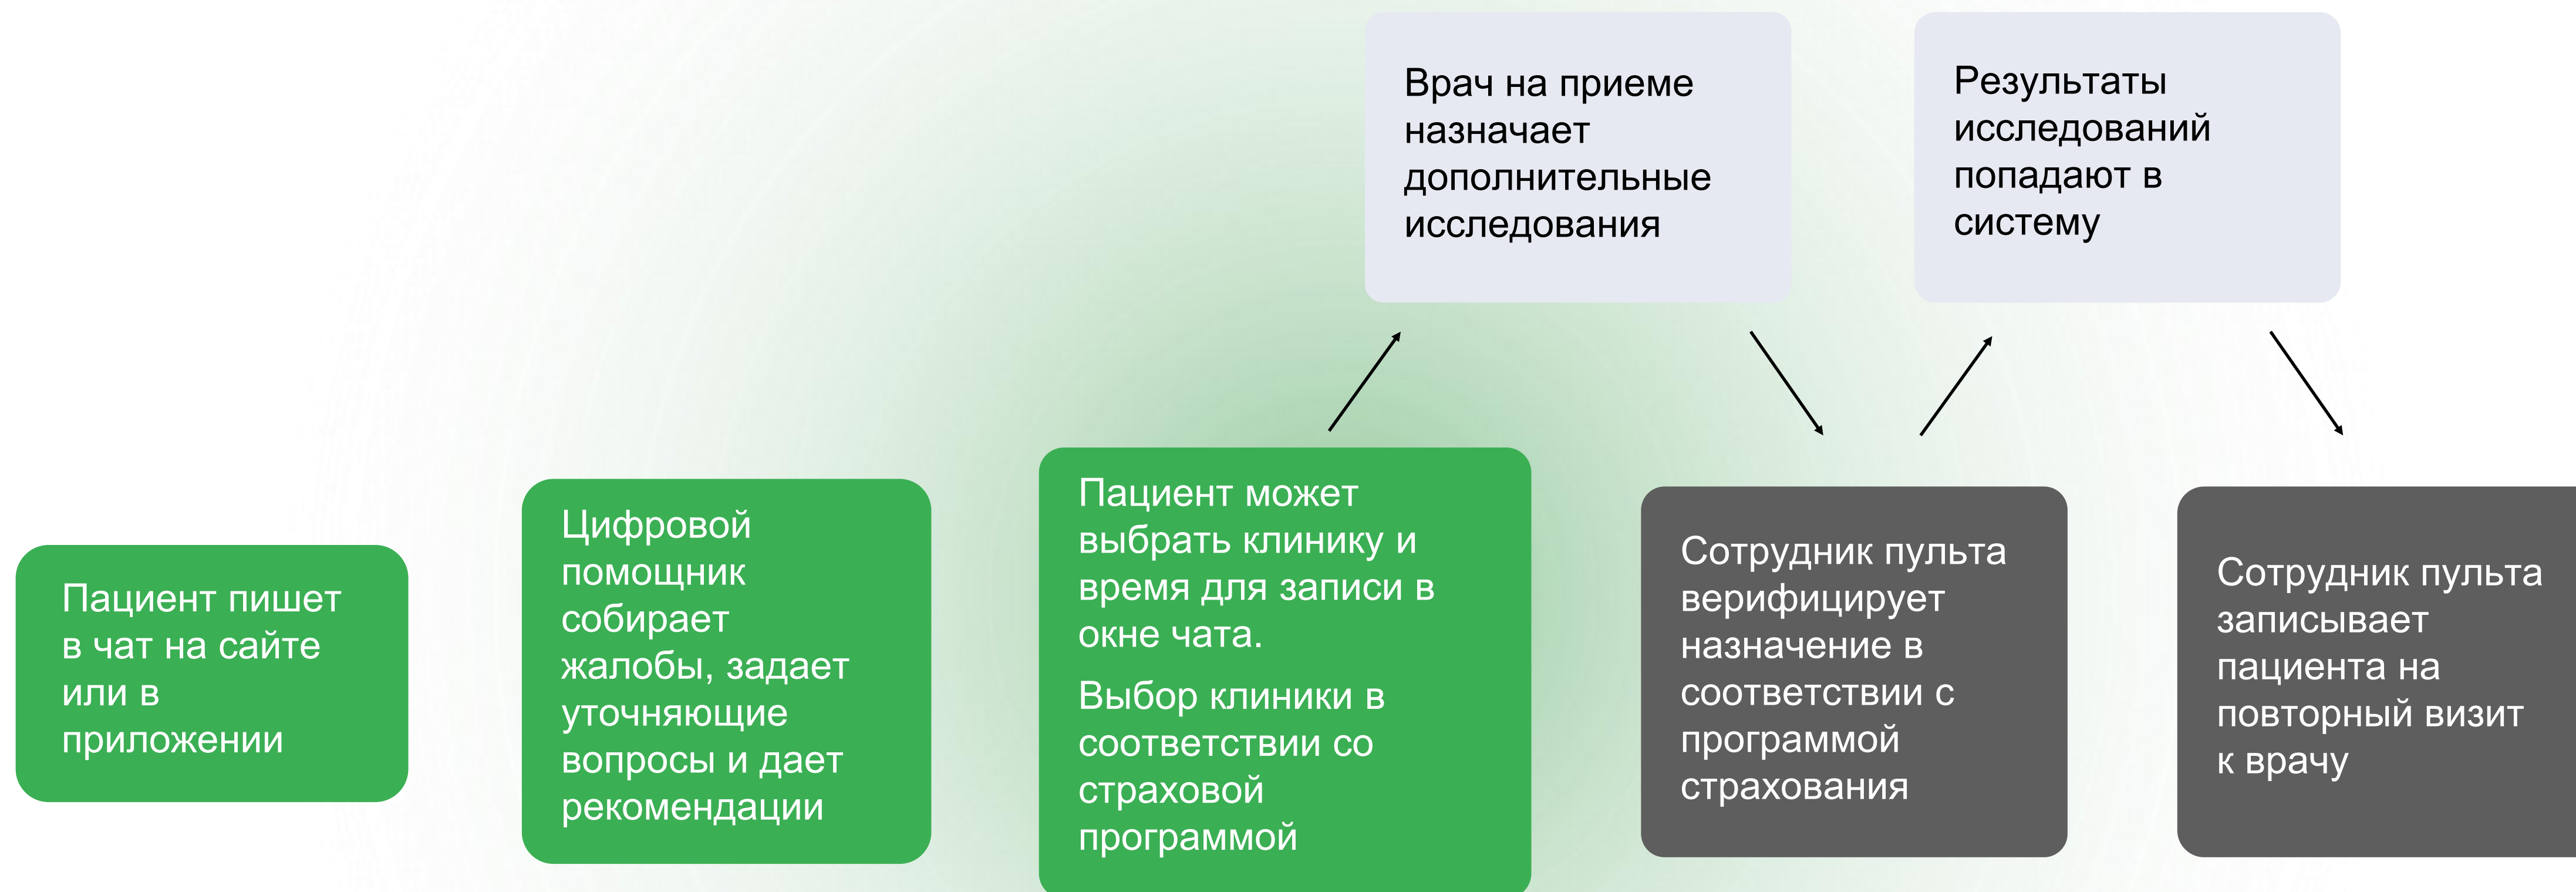 Врач на приеме
назначает
дополнительные
исследования
Результаты
исследований
попадают в
систему
Пациент пишет
в чат на сайте
или в
приложении
Цифровой
помощник
собирает
жалобы, задает
уточняющие
вопросы и дает
рекомендации
Пациент может
выбрать клинику и
время для записи в
окне чата.
Выбор клиники в
соответствии со
страховой
программой
Сотрудник пульта
верифицирует
назначение в
соответствии с
программой
страхования
Сотрудник пульта
записывает
пациента на
повторный визит
к врачу